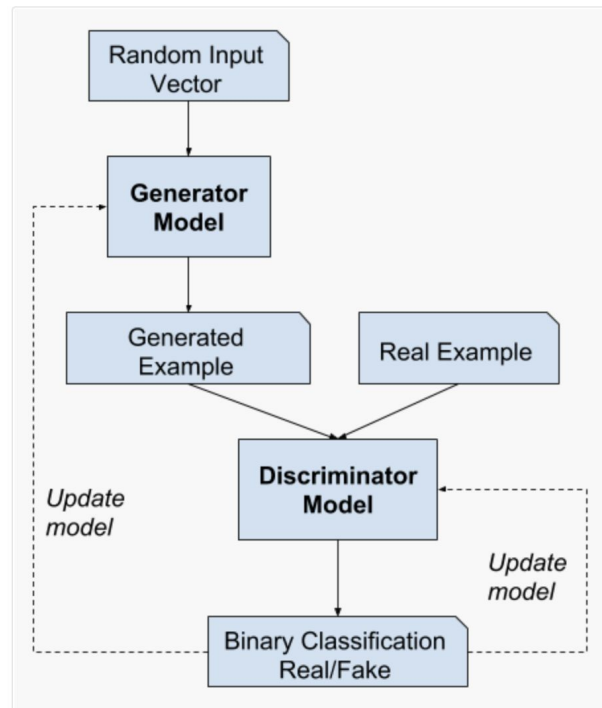 Random Input
Vector
Generator
Model
Generated
Example
Real Example
Discriminator
Model
Update
model
Update
model
Binary Classification
Real/Fake